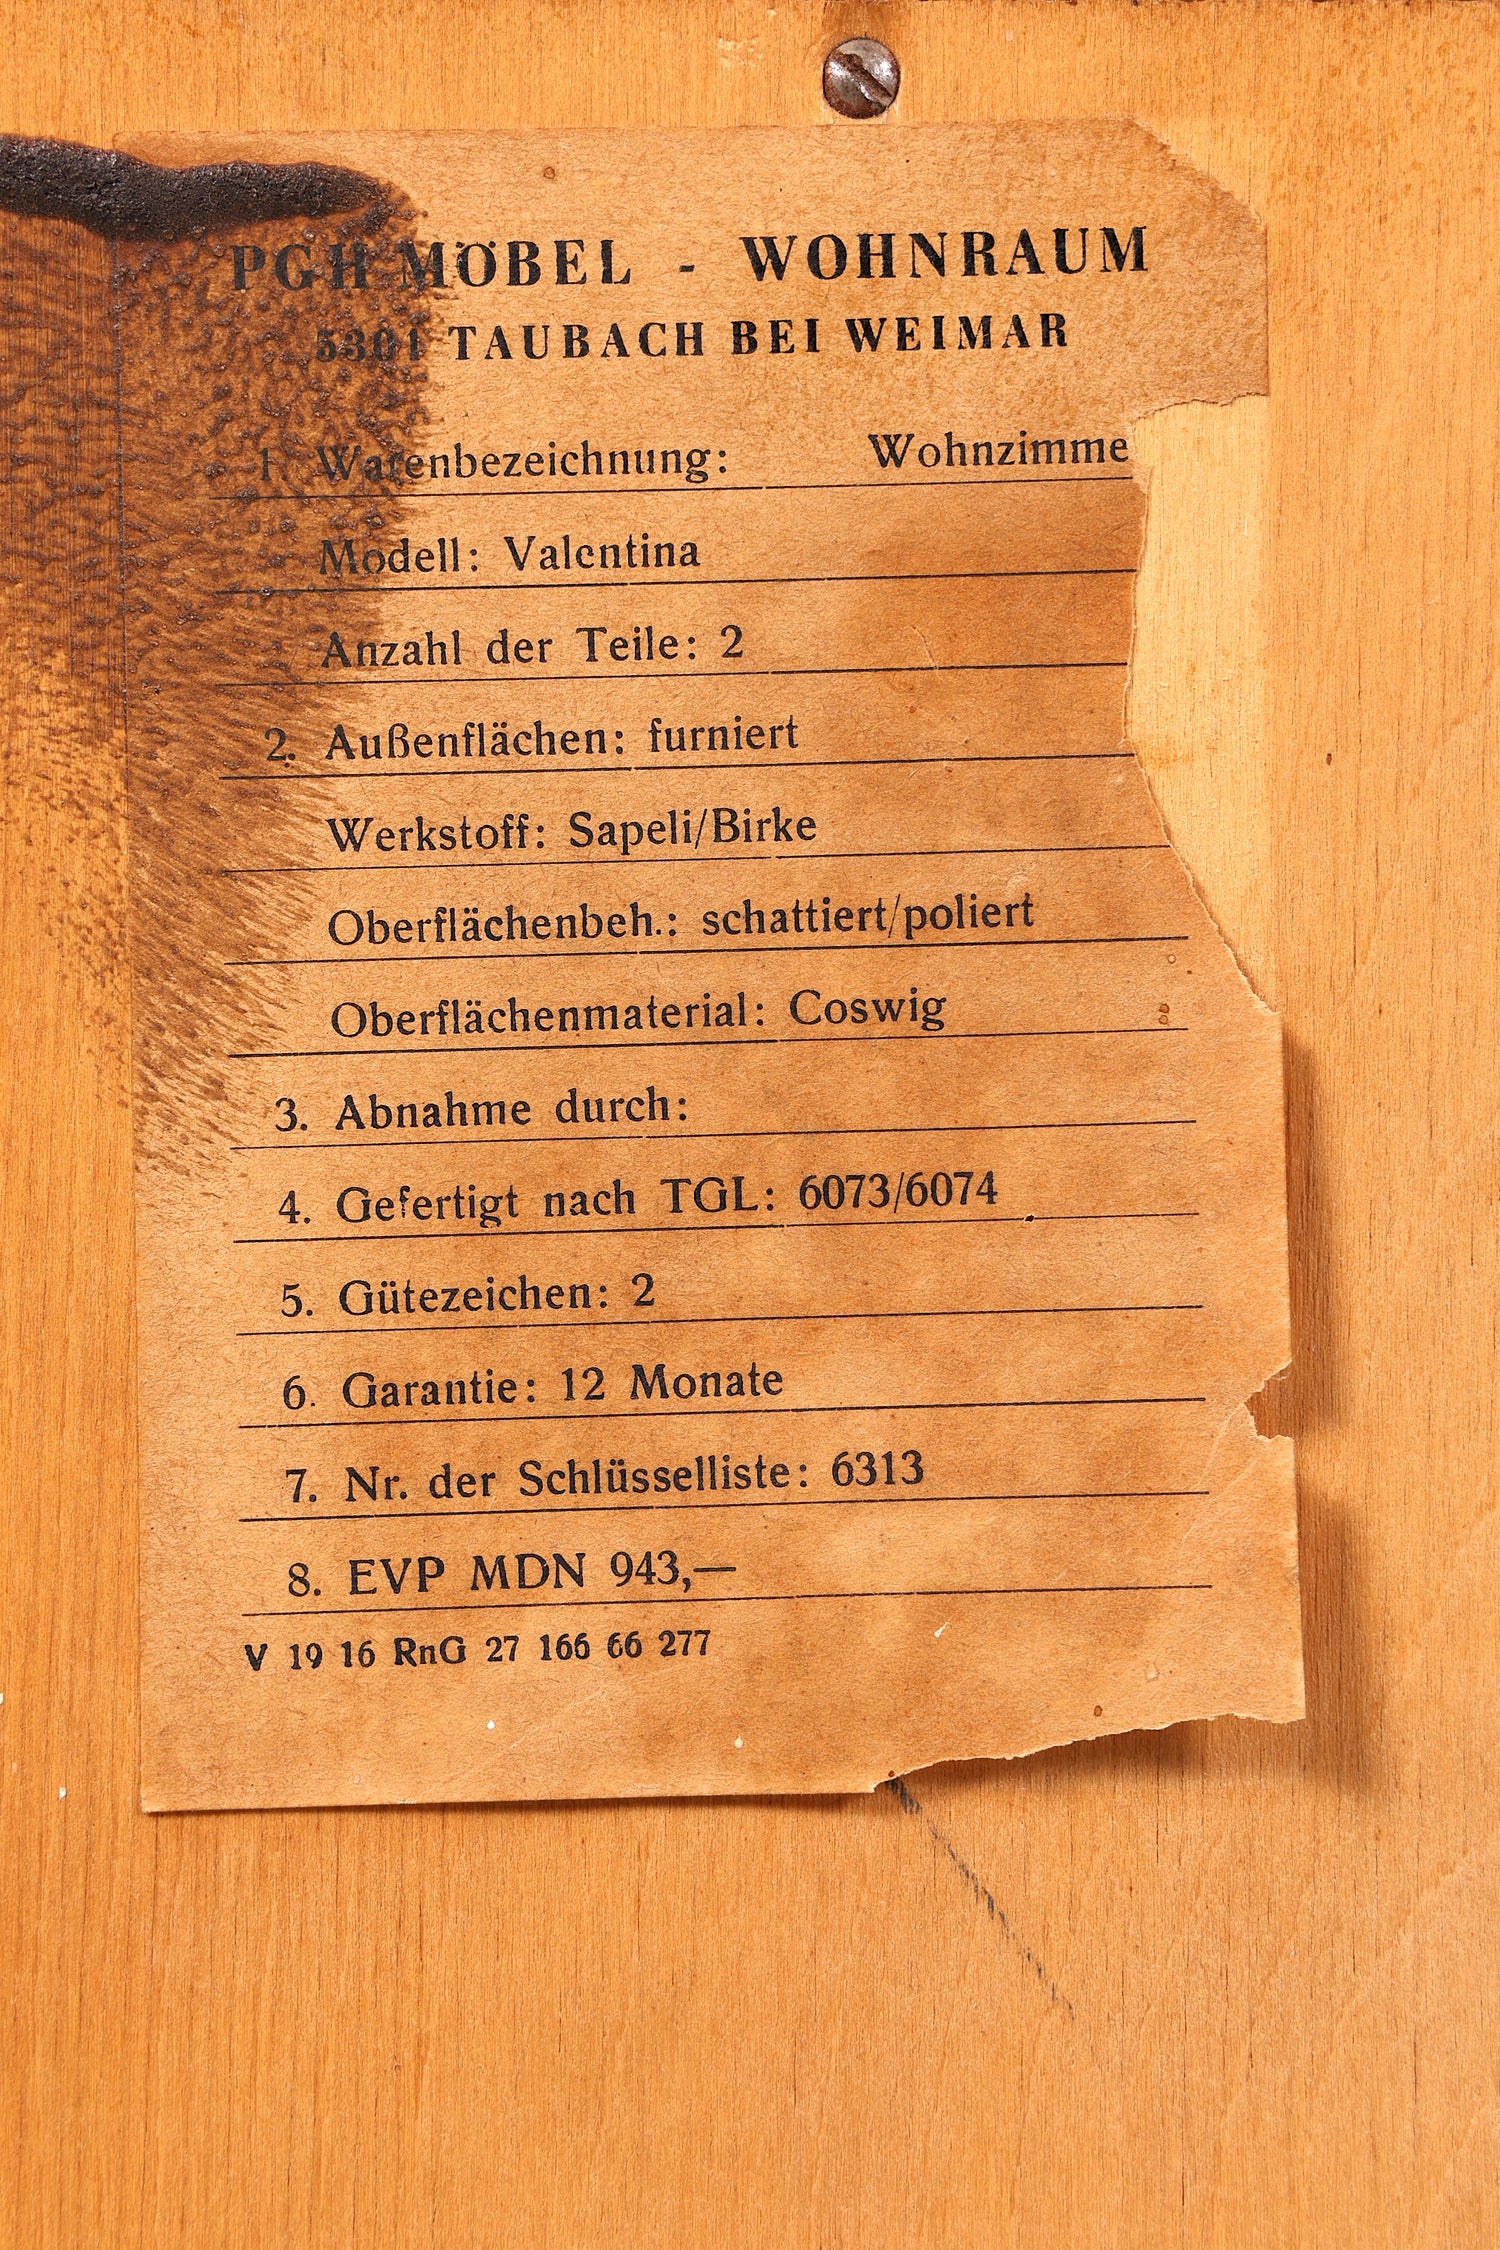 PGH MÖBEL - WOHNRAUM
5301 TAUBACH BEI WEIMAR
1. Warenbezeichnung: Wohnzimme
Modell: Valentina
Anzahl der Teile: 2
2. Außenflächen: furniert
Werkstoff: Sapeli/Birke
Oberflächenbeh.: schattiert/poliert
Oberflächenmaterial: Coswig
3. Abnahme durch:
4. Gefertigt nach TGL: 6073/6074
5. Gütezeichen: 2
6. Garantie: 12 Monate
7. Nr. der Schlüsselliste: 6313
8. EVP MDN 943,—
V 19 16 RnG 27 166 66 277